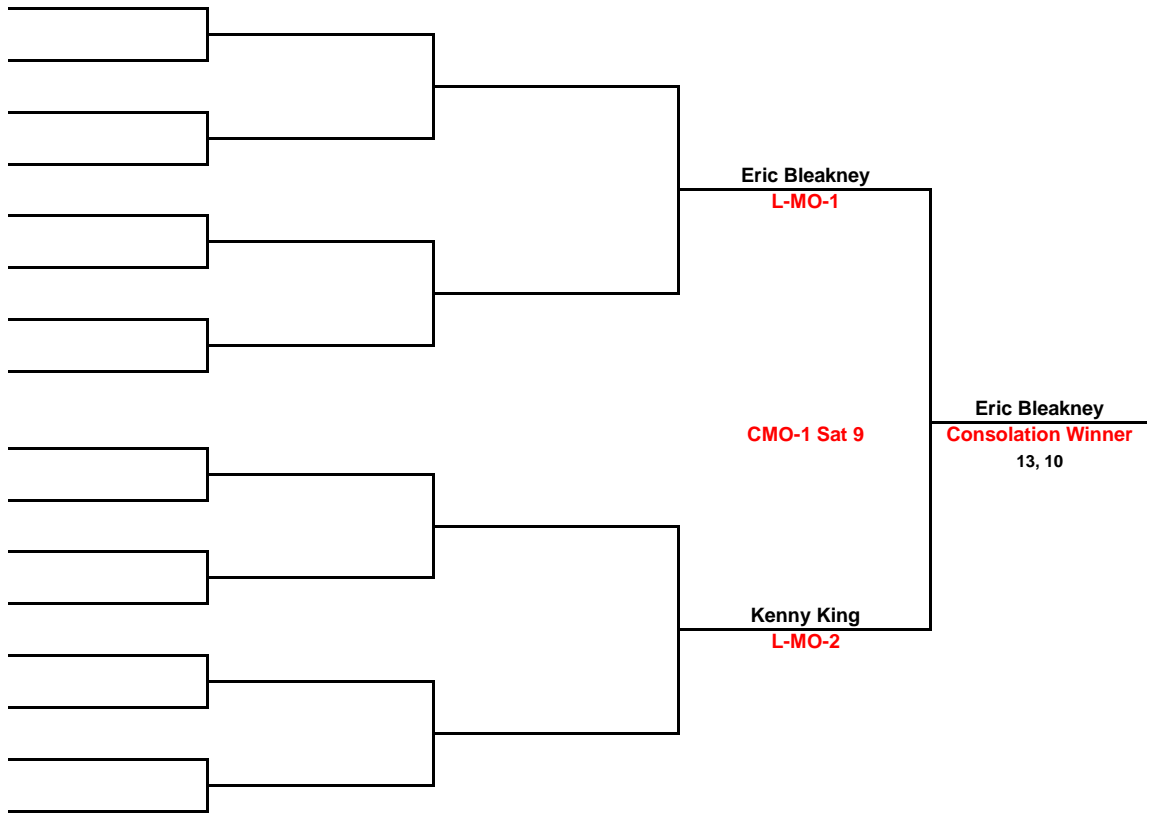 Eric Bleakney
L-MO-1
Eric Bleakney
CMO-1 Sat 9
Consolation Winner
13, 10
Kenny King
L-MO-2